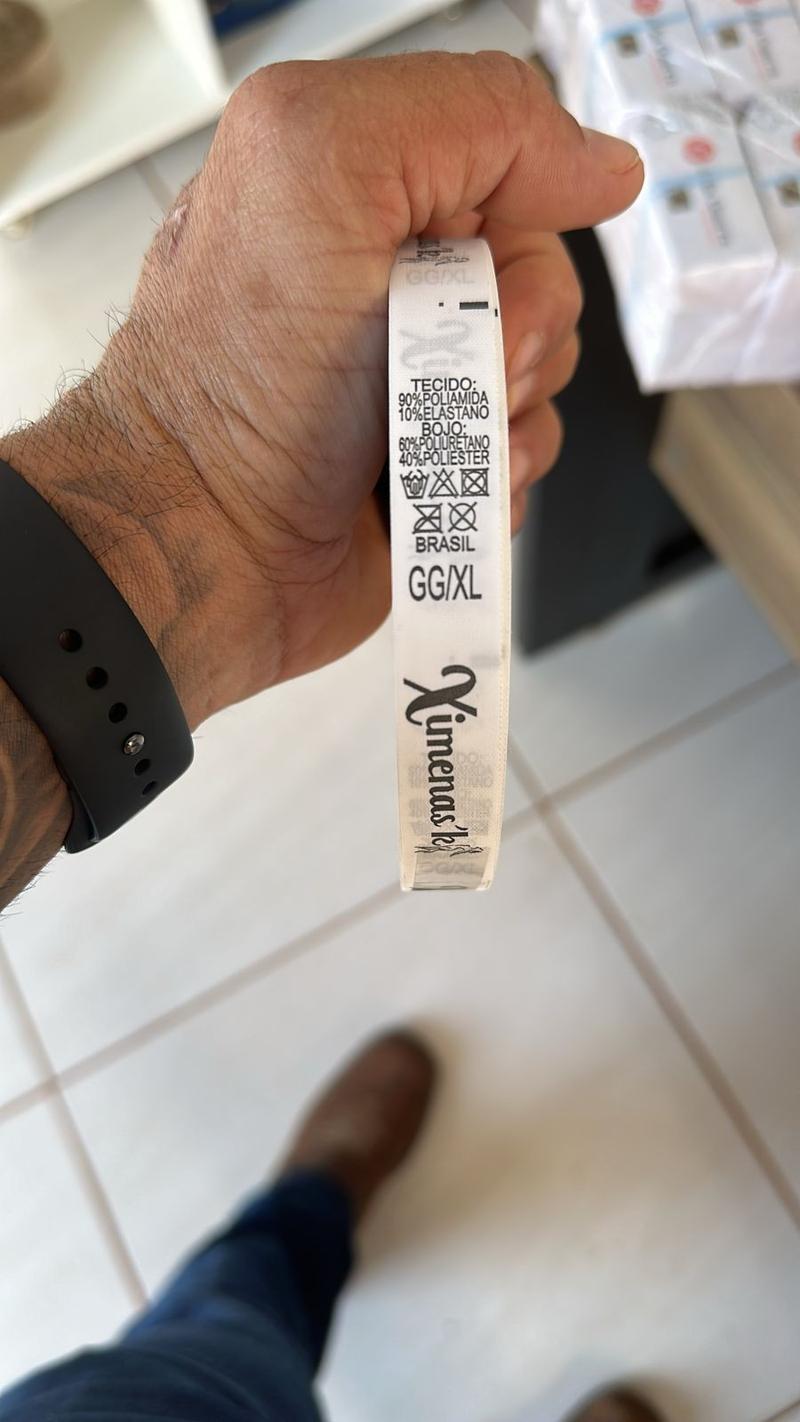 GG/XL
TECIDO:
90%POLIAMIDA
10%ELASTANO
BOJO:
60%POLIURETANO
40%POLIESTER
BRASIL
GG/XL
Ximenas'k